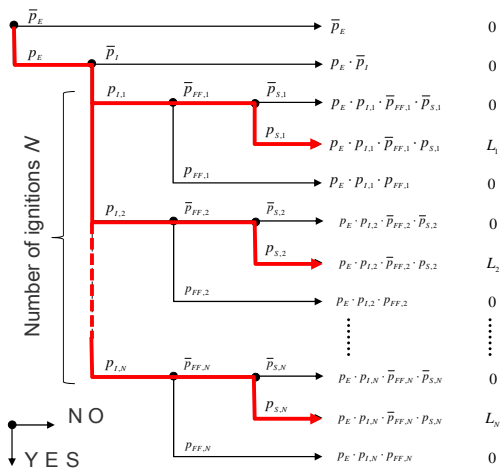 p̅_E p̅_E 0
p_E p̅_I p_E · p̅_I 0
p_{I,1} p̅_{FF,1} p̅_{S,1} p_E · p_{I,1} · p̅_{FF,1} · p̅_{S,1} 0
p_{S,1} p_E · p_{I,1} · p̅_{FF,1} · p_{S,1} L_1
p_{FF,1} p_E · p_{I,1} · p_{FF,1} 0
p_{I,2} p̅_{FF,2} p̅_{S,2} p_E · p_{I,2} · p̅_{FF,2} · p̅_{S,2} 0
p_{S,2} p_E · p_{I,2} · p̅_{FF,2} · p_{S,2} L_2
p_{FF,2} p_E · p_{I,2} · p_{FF,2} 0
Number of ignitions N
p_{I,N} p̅_{FF,N} p̅_{S,N} p_E · p_{I,N} · p̅_{FF,N} · p̅_{S,N} 0
p_{S,N} p_E · p_{I,N} · p̅_{FF,N} · p_{S,N} L_N
p_{FF,N} p_E · p_{I,N} · p_{FF,N} 0
NO
YES